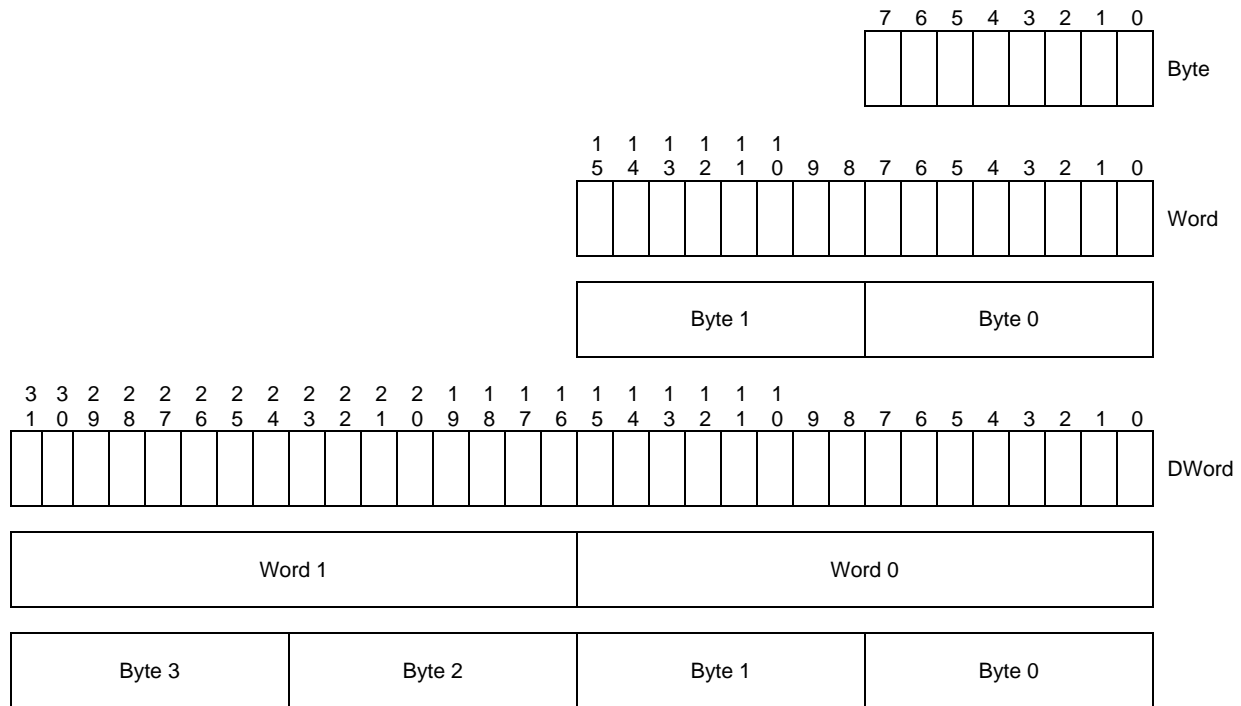 7 6 5 4 3 2 1 0
Byte
1 1 1 1 1 1
5 4 3 2 1 0 9 8 7 6 5 4 3 2 1 0
Word
Byte 1 Byte 0
3 3 2 2 2 2 2 2 2 2 2 2 1 1 1 1 1 1 1 1 1 1
1 0 9 8 7 6 5 4 3 2 1 0 9 8 7 6 5 4 3 2 1 0 9 8 7 6 5 4 3 2 1 0
DWord
Word 1 Word 0
Byte 3 Byte 2 Byte 1 Byte 0